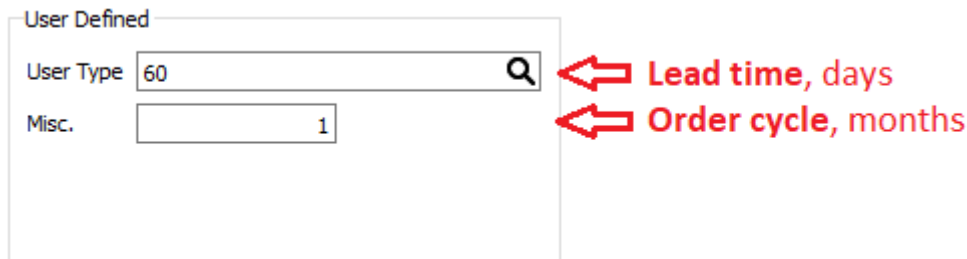 User Defined
User Type 60 Lead time, days
Misc. 1 Order cycle, months